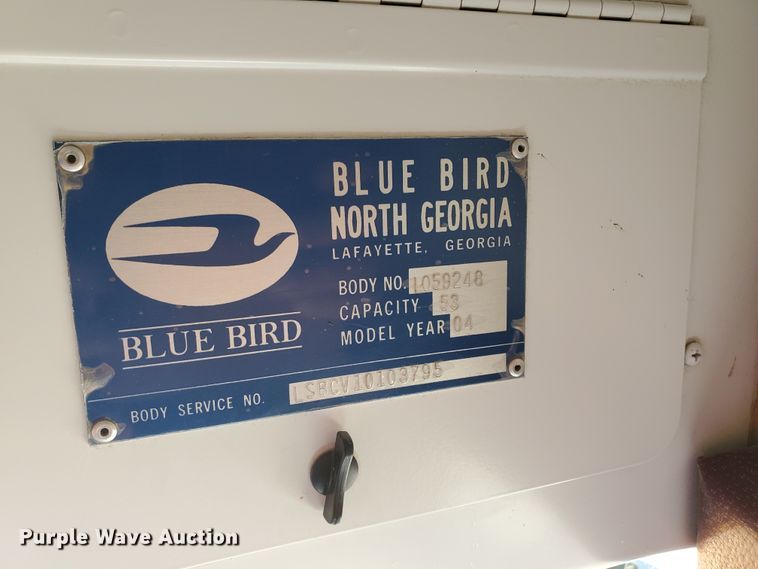 BLUE BIRD
NORTH GEORGIA
LAFAYETTE, GEORGIA
BODY NO. 1059248
CAPACITY 53
MODEL YEAR 04
BLUE BIRD
BODY SERVICE NO. LSBCV10103795
Purple Wave Auction